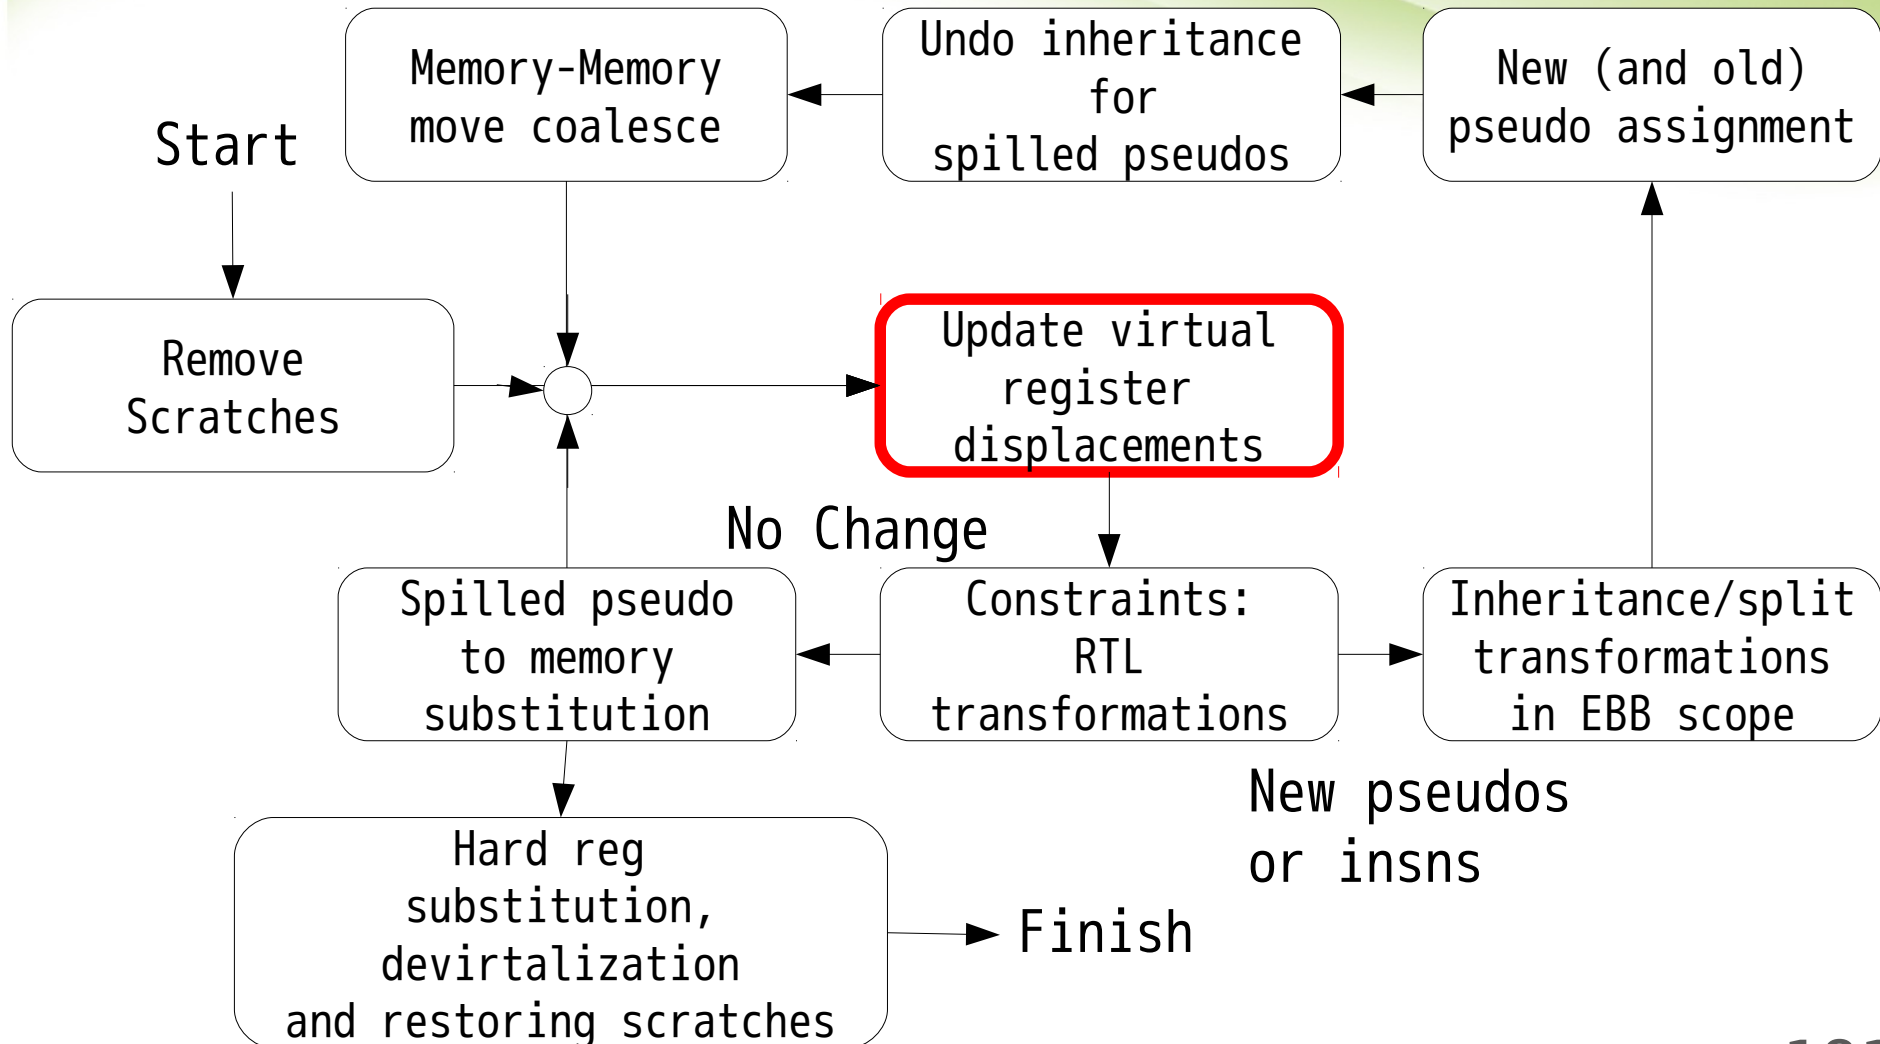 Memory-Memory
move coalesce
Undo inheritance
for
spilled pseudos
New (and old)
pseudo assignment
Start
Remove
Scratches
Update virtual
register
displacements
No Change
Spilled pseudo
to memory
substitution
Constraints:
RTL
transformations
Inheritance/split
transformations
in EBB scope
New pseudos
or insns
Hard reg
substitution,
devirtalization
and restoring scratches
Finish